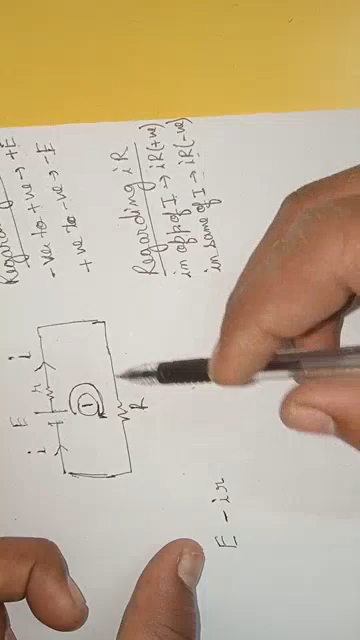 -ve to +ve → +E
+ve to -ve → -E
Regarding iR
in opp of I → iR(+ve)
in same of I → iR(-ve)
i E r i
1
R
E - ir